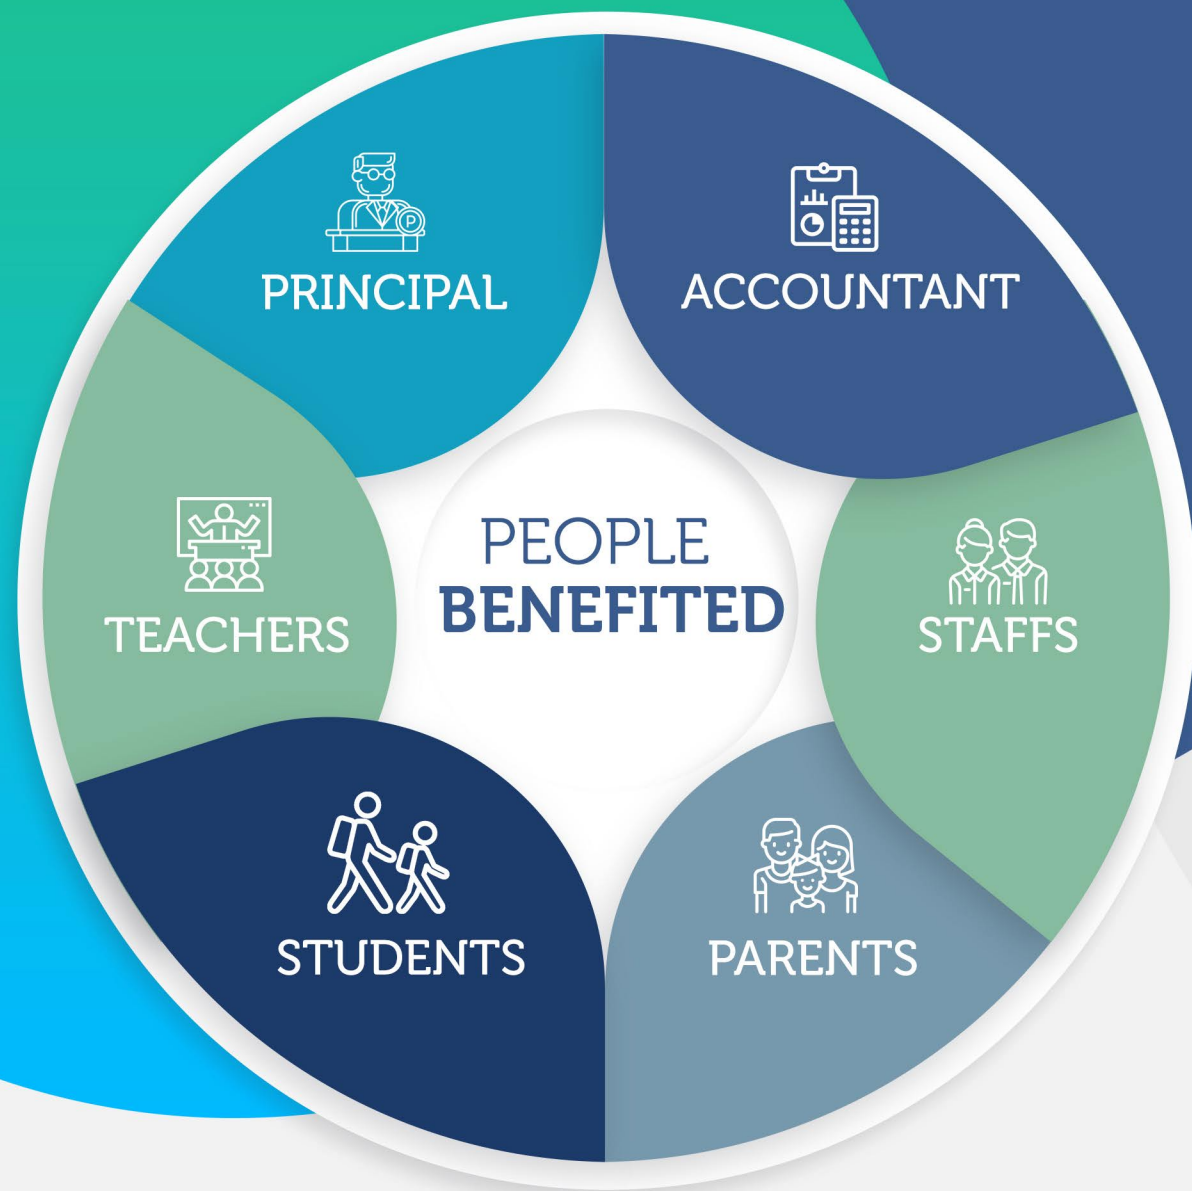 PRINCIPAL
ACCOUNTANT
P
TEACHERS
PEOPLE
BENEFITED
STAFFS
STUDENTS
PARENTS